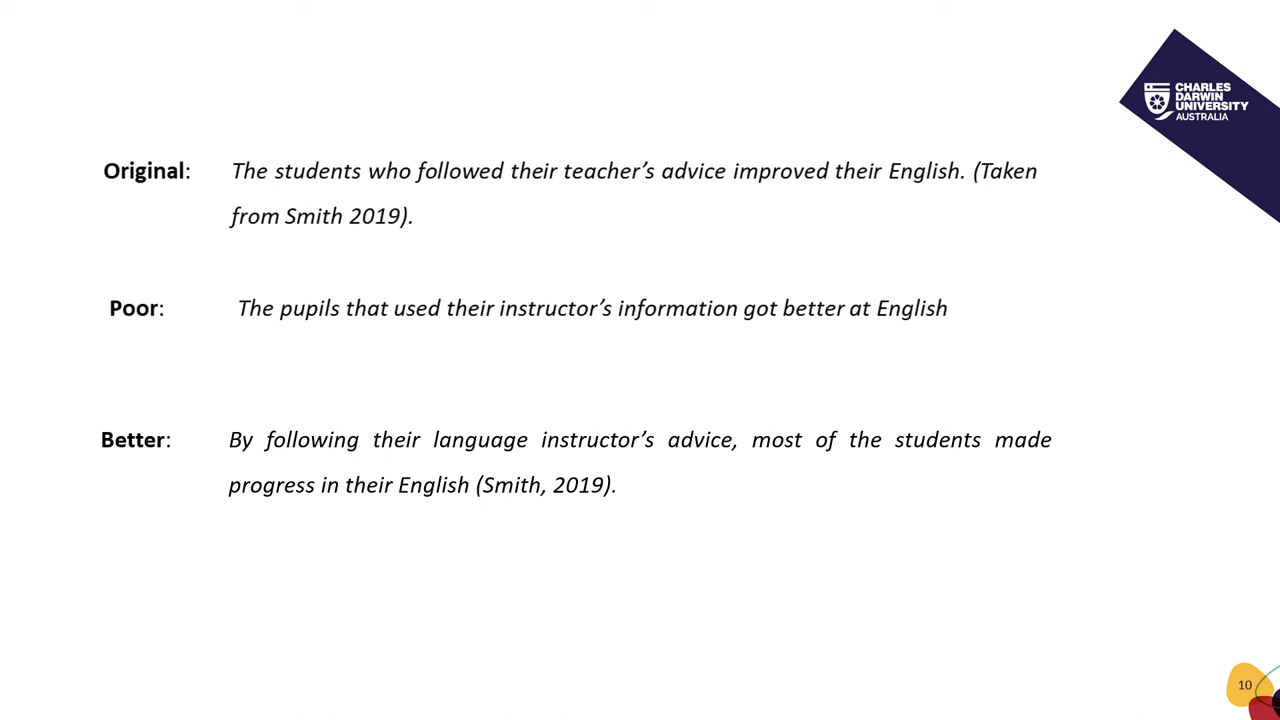 CHARLES
DARWIN
UNIVERSITY
AUSTRALIA
Original: The students who followed their teacher’s advice improved their English. (Taken
from Smith 2019).
Poor: The pupils that used their instructor’s information got better at English
Better: By following their language instructor’s advice, most of the students made
progress in their English (Smith, 2019).
10